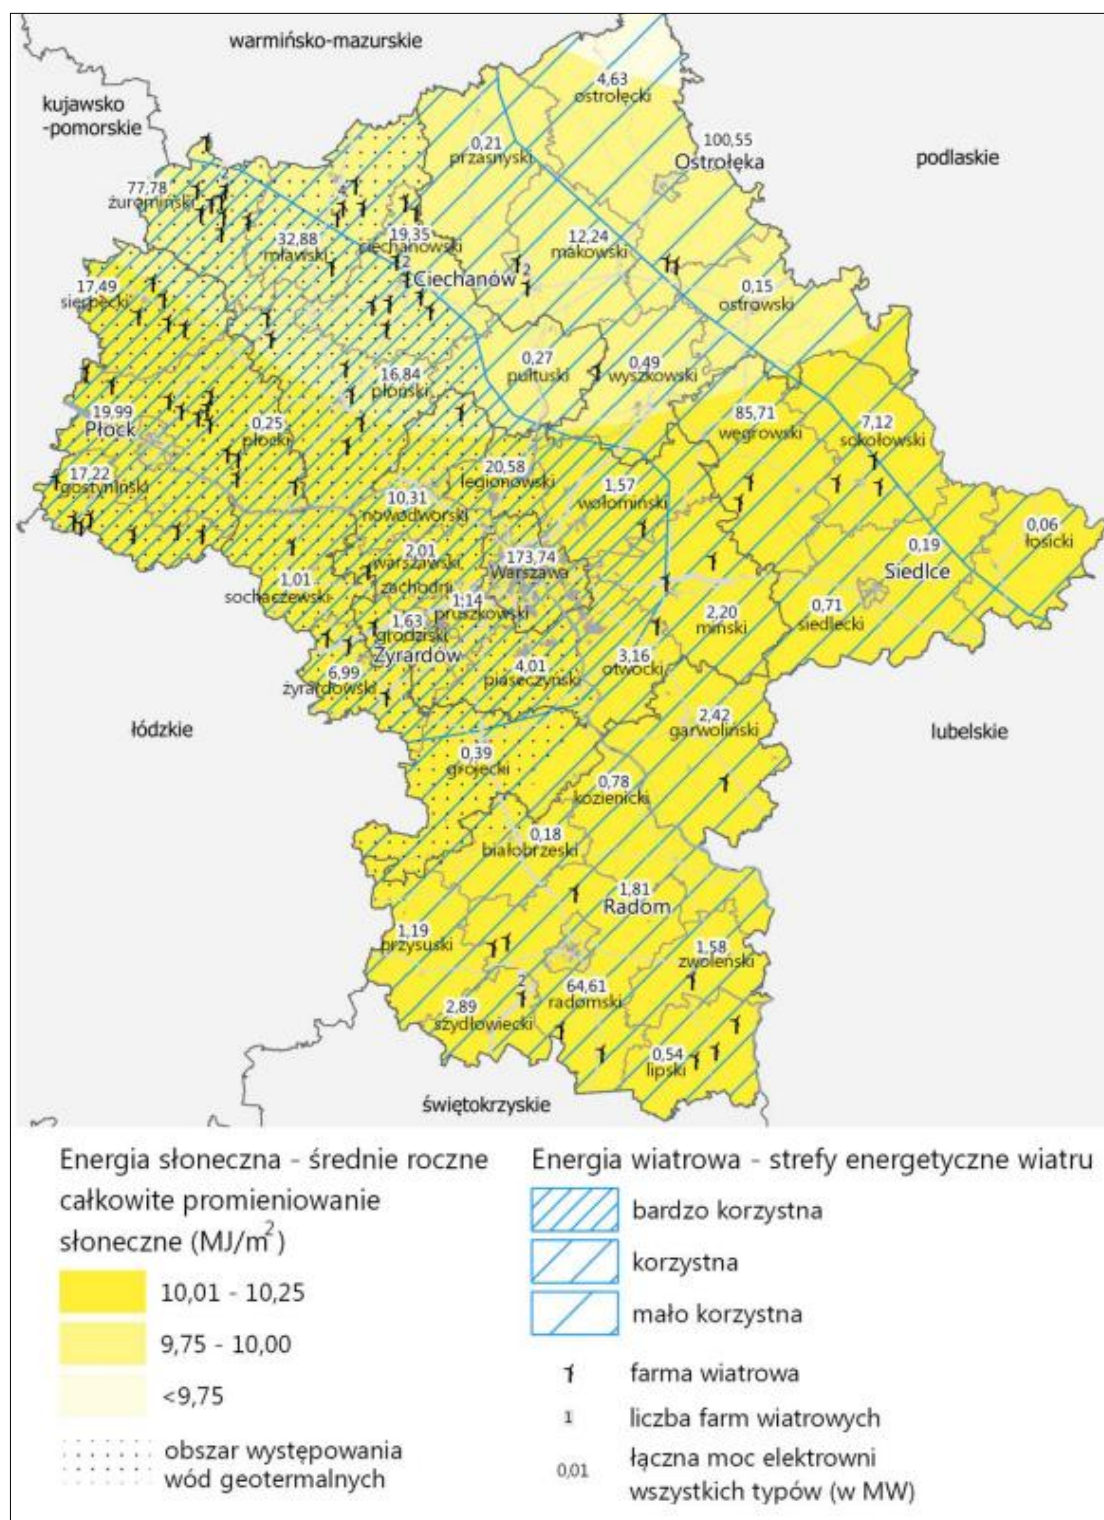 warmińsko-mazurskie
kujawsko
-pomorskie
podlaskie
4,63
ostrołęcki
100,55
Ostrołęka
0,21
przasnyski
77,78
żuromiński
2
4
32,88
mławski
19,35
ciechanowski
2
Ciechanów
12,24
makowski
2
0,15
ostrowski
17,49
sierpecki
0,27
pułtuski
0,49
wyszkowski
16,84
płoński
19,99
Płock
0,25
płocki
85,71
węgrowski
7,12
sokołowski
17,22
gostyniński
20,58
legionowski
1,57
wołomiński
10,31
nowodworski
0,06
łosicki
2,01
warszawski
zachodni
173,74
Warszawa
0,19
Siedlce
1,01
sochaczewski
1,14
pruszkowski
2,20
miński
0,71
siedlecki
1,63
grodziski
Żyrardów
6,99
żyrardowski
4,01
piaseczyński
3,16
otwocki
łódzkie
2,42
garwoliński
lubelskie
0,39
grójecki
0,78
kozienicki
0,18
białobrzeski
1,81
Radom
1,19
przysuski
1,58
zwoleński
2
2,89
szydłowiecki
64,61
radomski
0,54
lipski
świętokrzyskie
Energia słoneczna - średnie roczne
całkowite promieniowanie
słoneczne (MJ/m2)
10,01 - 10,25
9,75 - 10,00
<9,75
obszar występowania
wód geotermalnych
Energia wiatrowa - strefy energetyczne wiatru
bardzo korzystna
korzystna
mało korzystna
farma wiatrowa
1 liczba farm wiatrowych
0,01 łączna moc elektrowni
wszystkich typów (w MW)